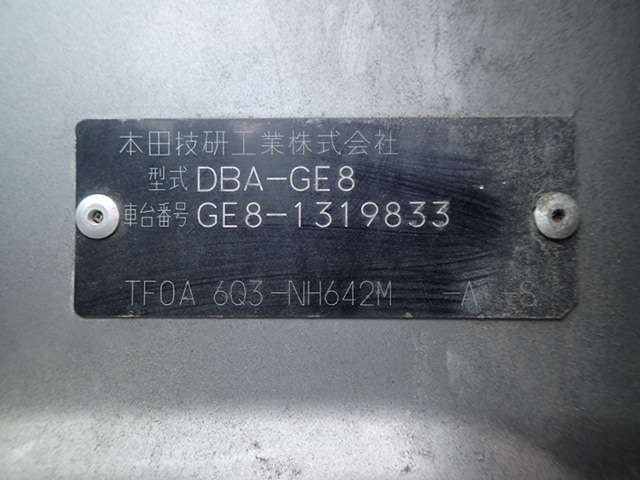 本田技研工業株式会社
型式 DBA-GE8
車台番号 GE8-1319833
TF0A 6Q3-NH642M -A -S